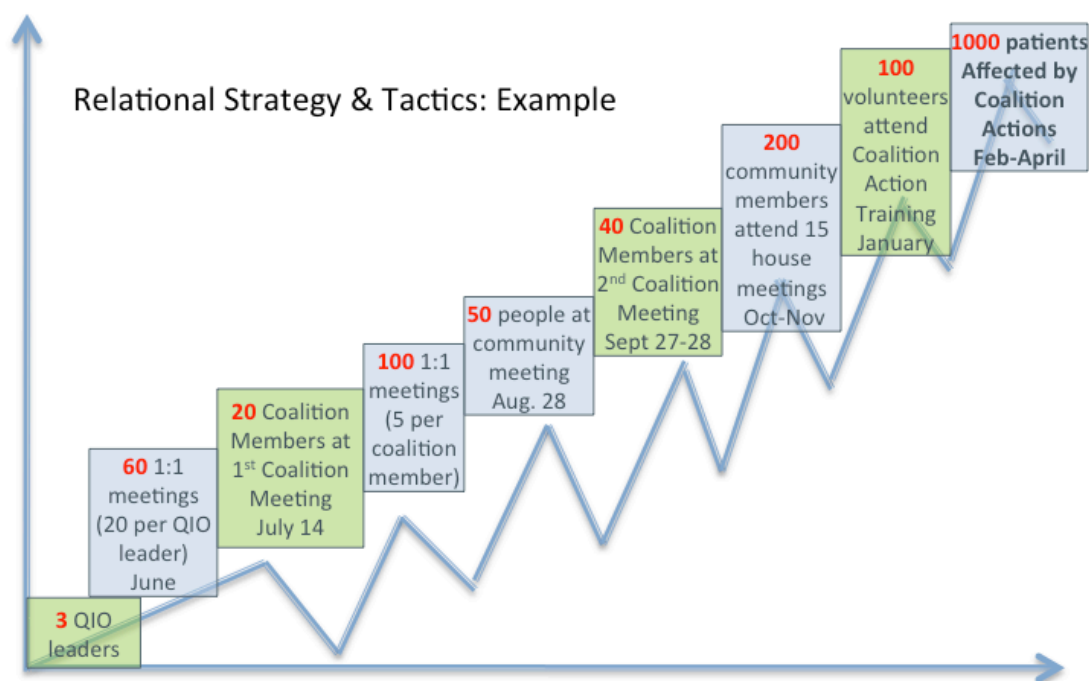 Relational Strategy & Tactics: Example
3 QIO
leaders
60 1:1
meetings
(20 per QIO
leader)
June
20 Coalition
Members at
1st Coalition
Meeting
July 14
100 1:1
meetings
(5 per
coalition
member)
50 people at
community
meeting
Aug. 28
40 Coalition
Members at
2nd Coalition
Meeting
Sept 27-28
200
community
members
attend 15
house
meetings
Oct-Nov
100
volunteers
attend
Coalition
Action
Training
January
1000 patients
Affected by
Coalition
Actions
Feb-April